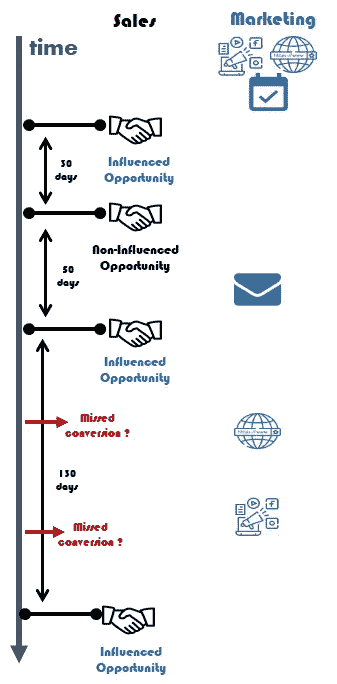 Sales
Marketing
time
30
days
Influenced
Opportunity
Non-Influenced
Opportunity
50
days
Influenced
Opportunity
Missed
conversion ?
130
days
Missed
conversion ?
Influenced
Opportunity